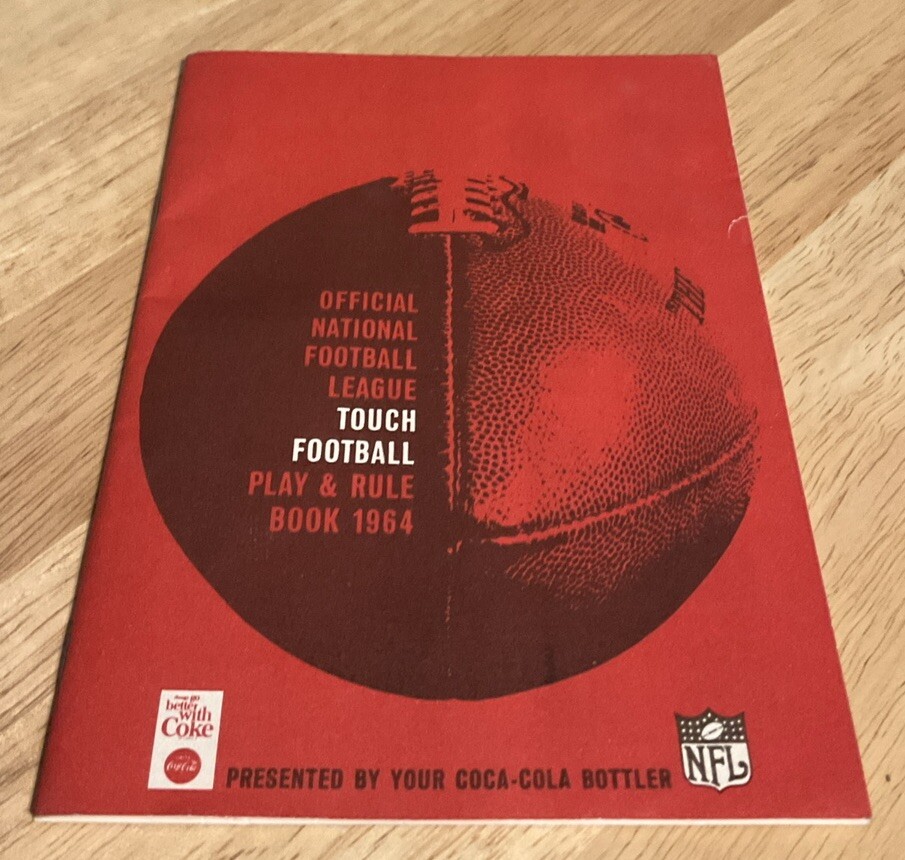 OFFICIAL
NATIONAL
FOOTBALL
LEAGUE
TOUCH
FOOTBALL
PLAY & RULE
BOOK 1964
better
with
Coke
Coca-Cola
PRESENTED BY YOUR COCA-COLA BOTTLER
NFL